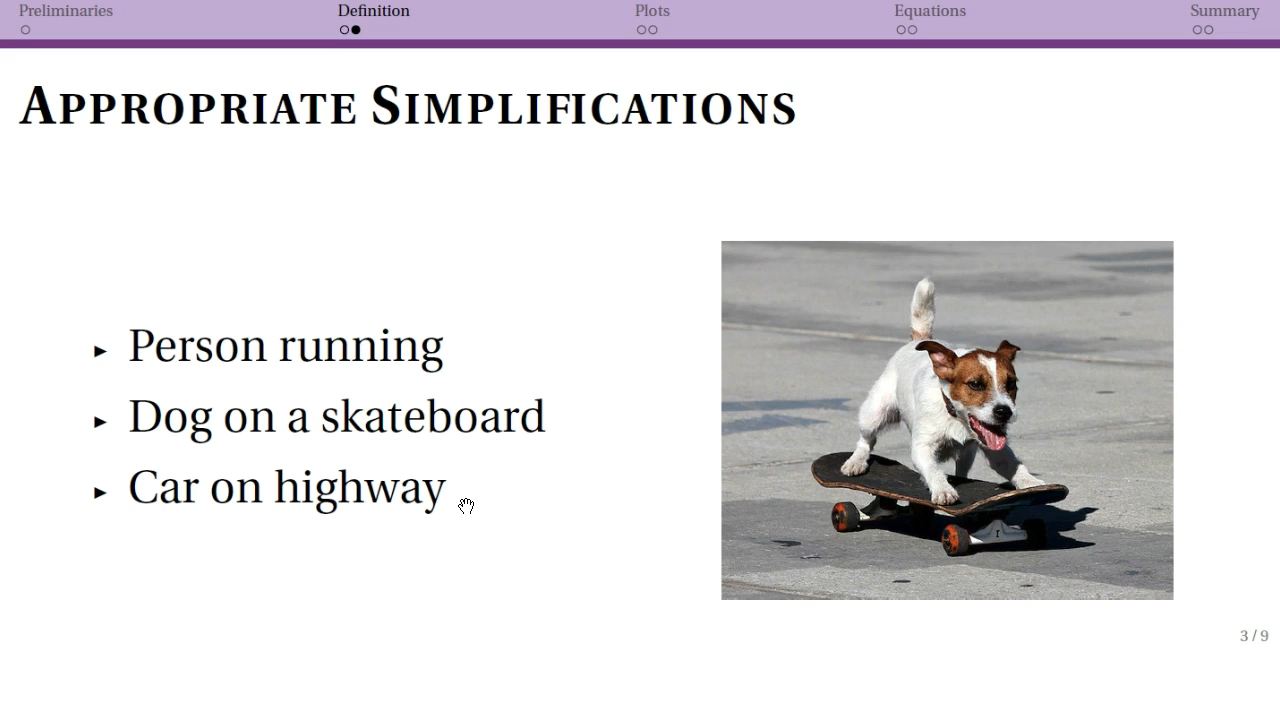 Preliminaries Definition Plots Equations Summary
APPROPRIATE SIMPLIFICATIONS
Person running
Dog on a skateboard
Car on highway
3 / 9